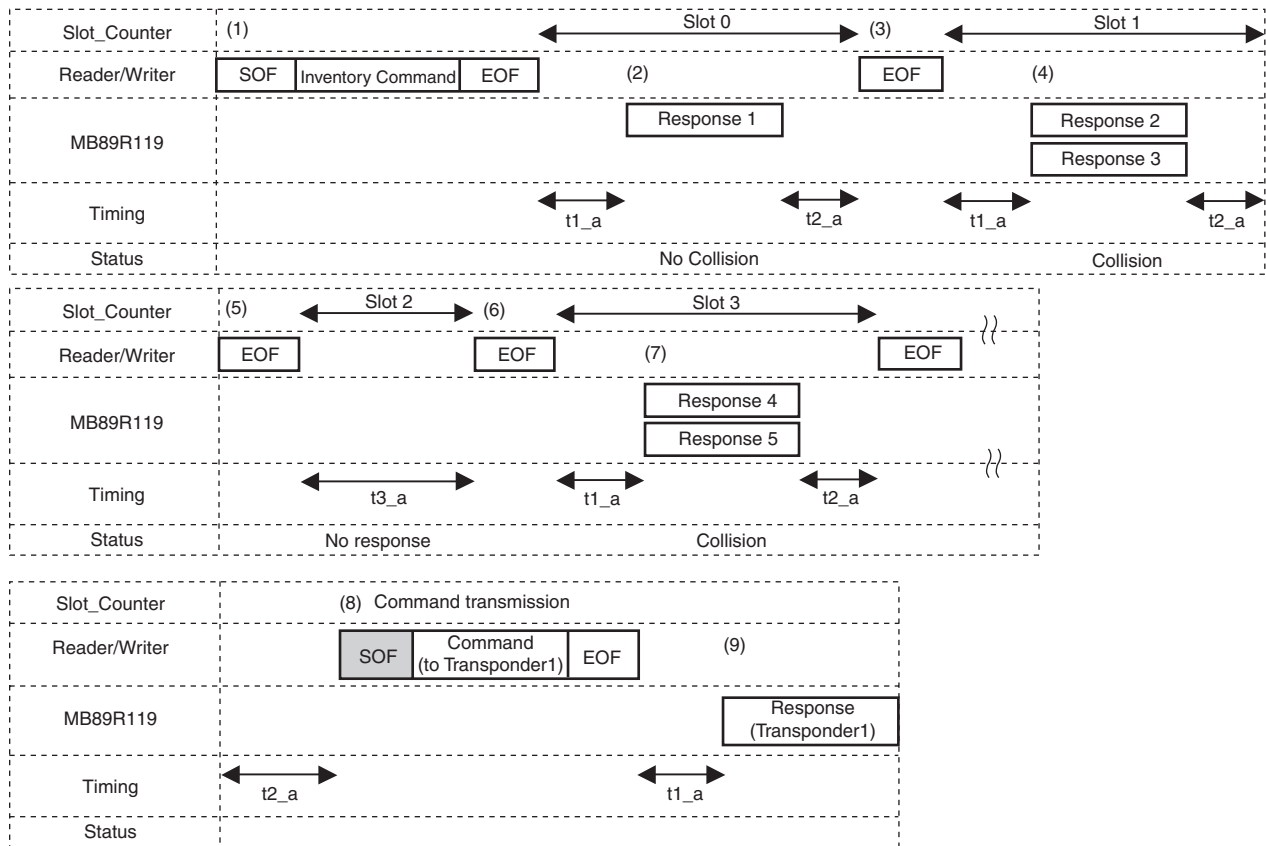 Slot_Counter (1) Slot 0 (3) Slot 1
Reader/Writer SOF Inventory Command EOF (2) EOF (4)
MB89R119 Response 1 Response 2
Response 3
Timing t1_a t2_a t1_a t2_a
Status No Collision Collision
Slot_Counter (5) Slot 2 (6) Slot 3
Reader/Writer EOF EOF (7) EOF
MB89R119 Response 4
Response 5
Timing t3_a t1_a t2_a
Status No response Collision
Slot_Counter (8) Command transmission
Reader/Writer SOF Command (to Transponder1) EOF (9)
MB89R119 Response (Transponder1)
Timing t2_a t1_a
Status